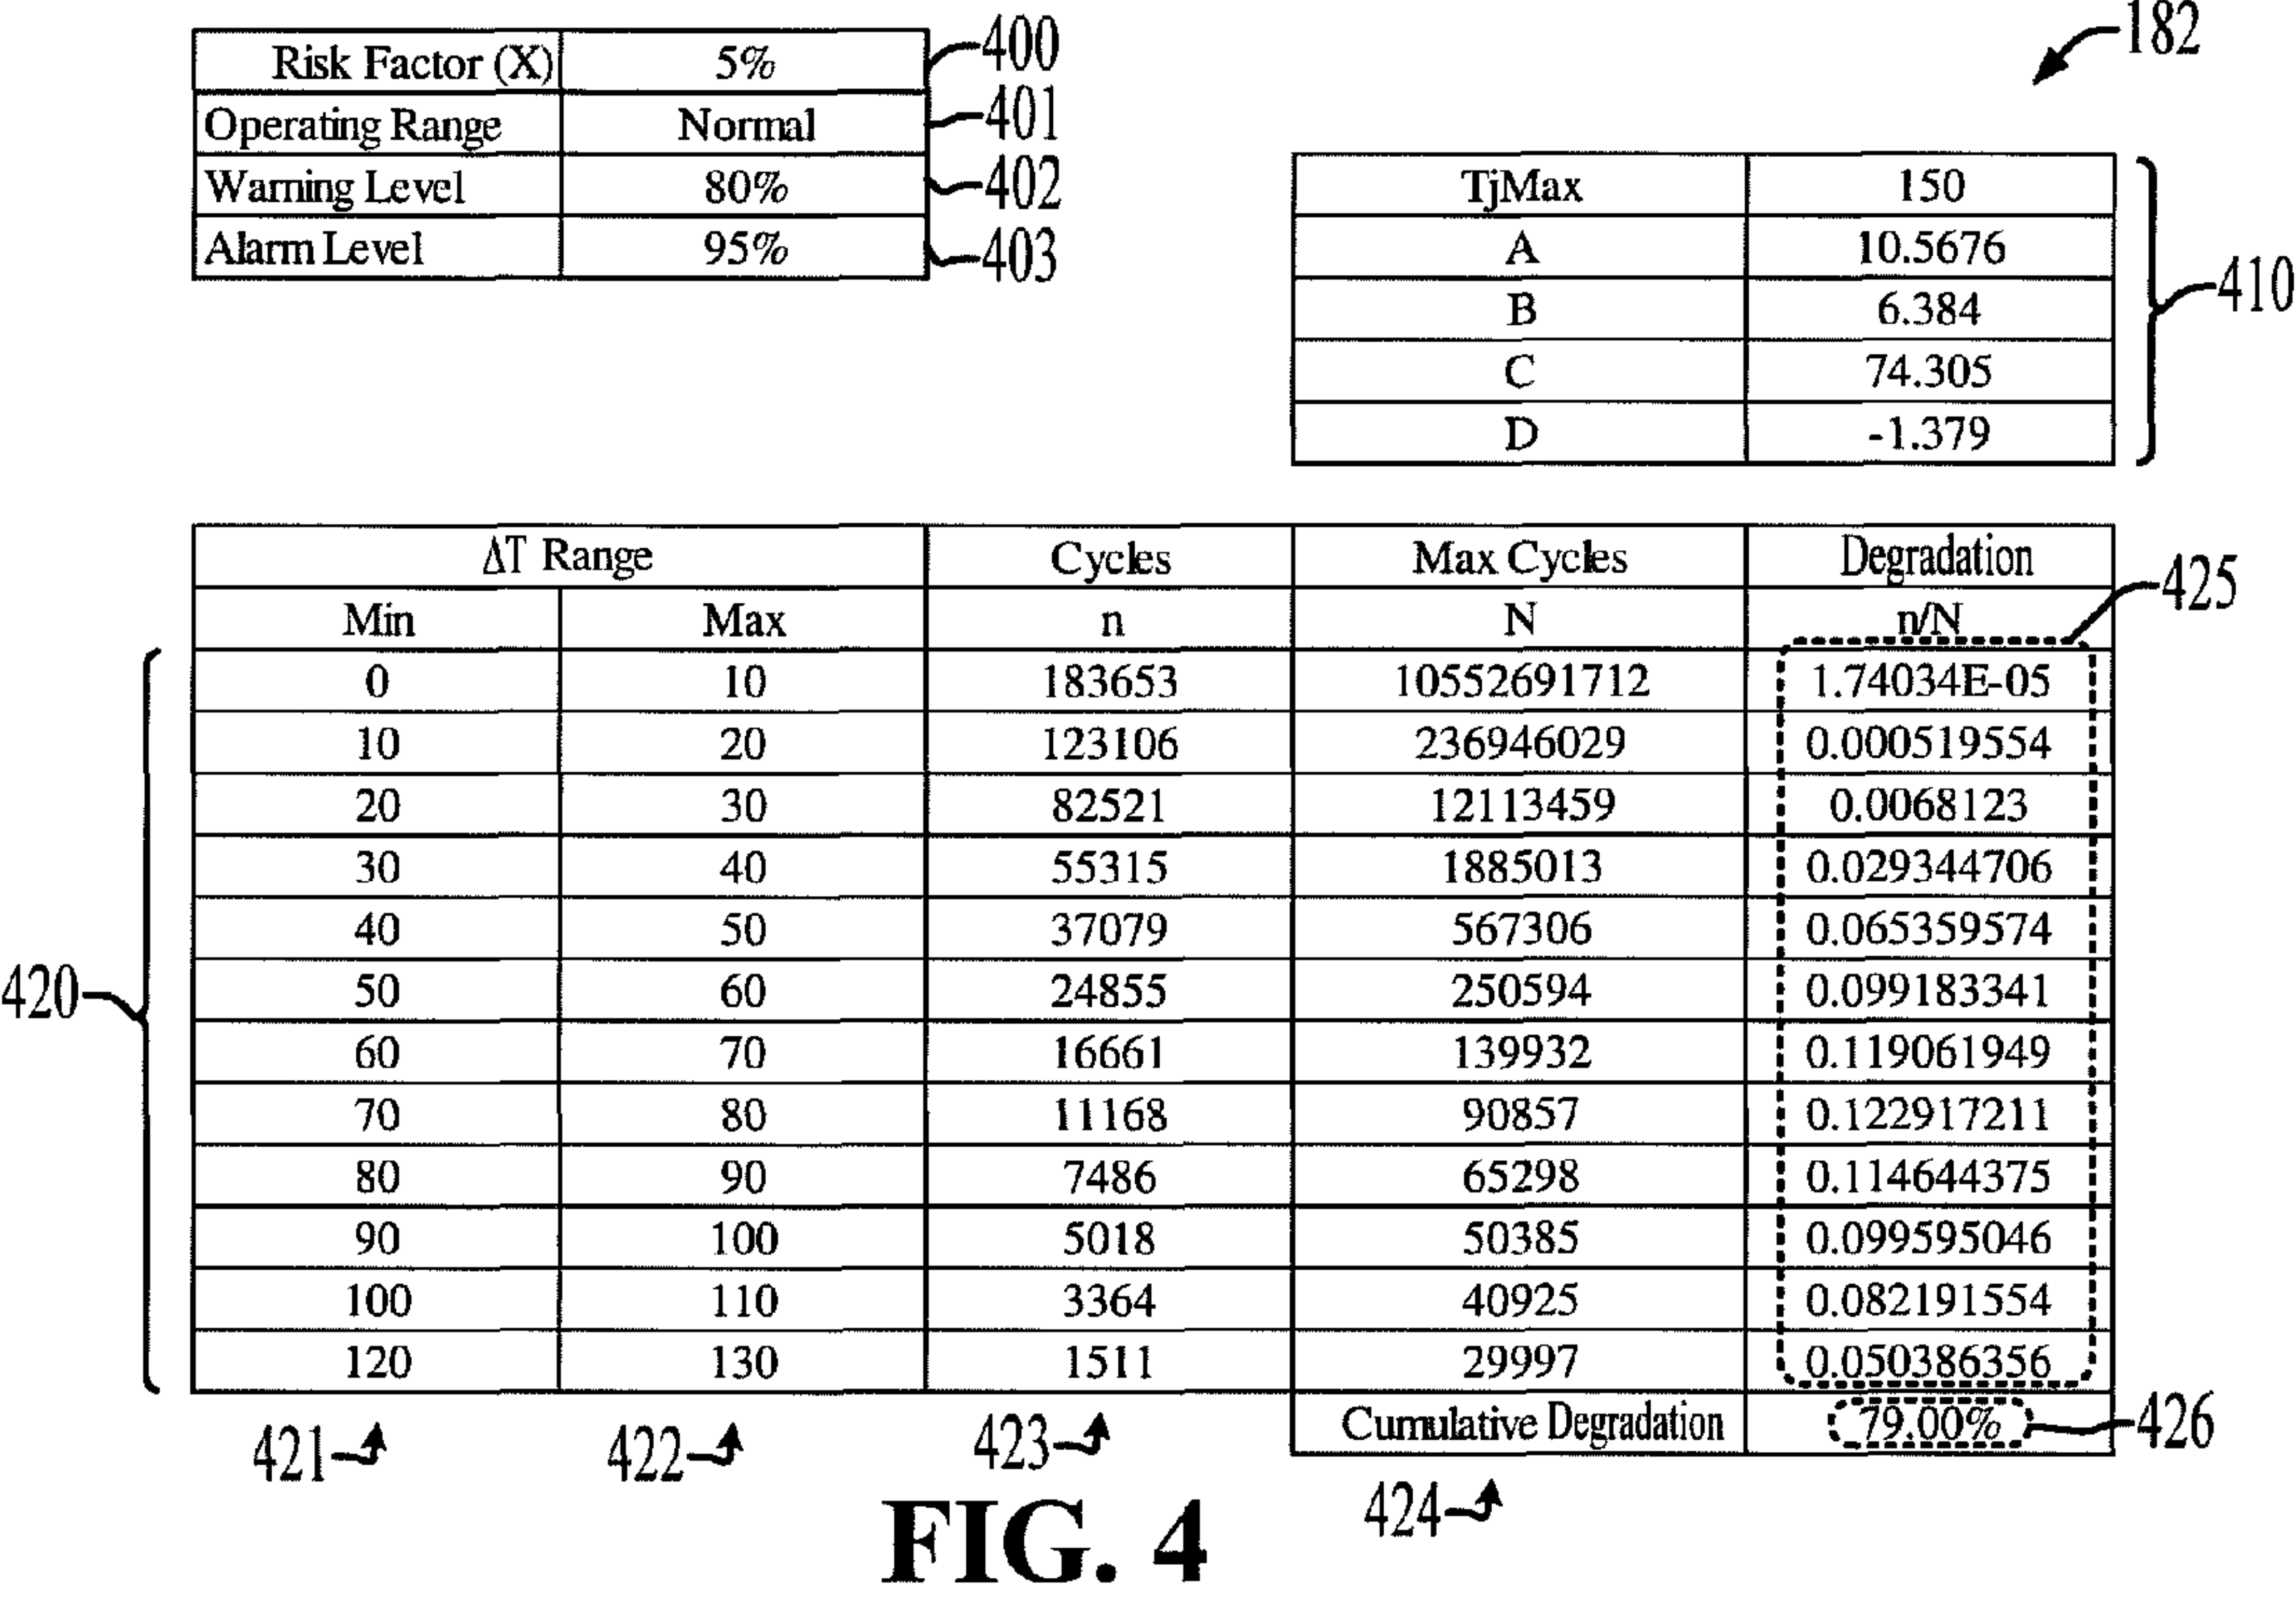 182
Risk Factor (X) 5% 400
Operating Range Normal 401
Warning Level 80% 402
Alarm Level 95% 403
TjMax 150
A 10.5676
B 6.384
C 74.305
D -1.379
410
ΔT Range Cycles Max Cycles Degradation
Min Max n N n/N
425
0 10 183653 10552691712 1.74034E-05
10 20 123106 236946029 0.000519554
20 30 82521 12113459 0.0068123
30 40 55315 1885013 0.029344706
40 50 37079 567306 0.065359574
50 60 24855 250594 0.099183341
60 70 16661 139932 0.119061949
70 80 11168 90857 0.122917211
80 90 7486 65298 0.114644375
90 100 5018 50385 0.099595046
100 110 3364 40925 0.082191554
120 130 1511 29997 0.050386356
420
Cumulative Degradation 79.00% 426
421 422 423 424
FIG. 4